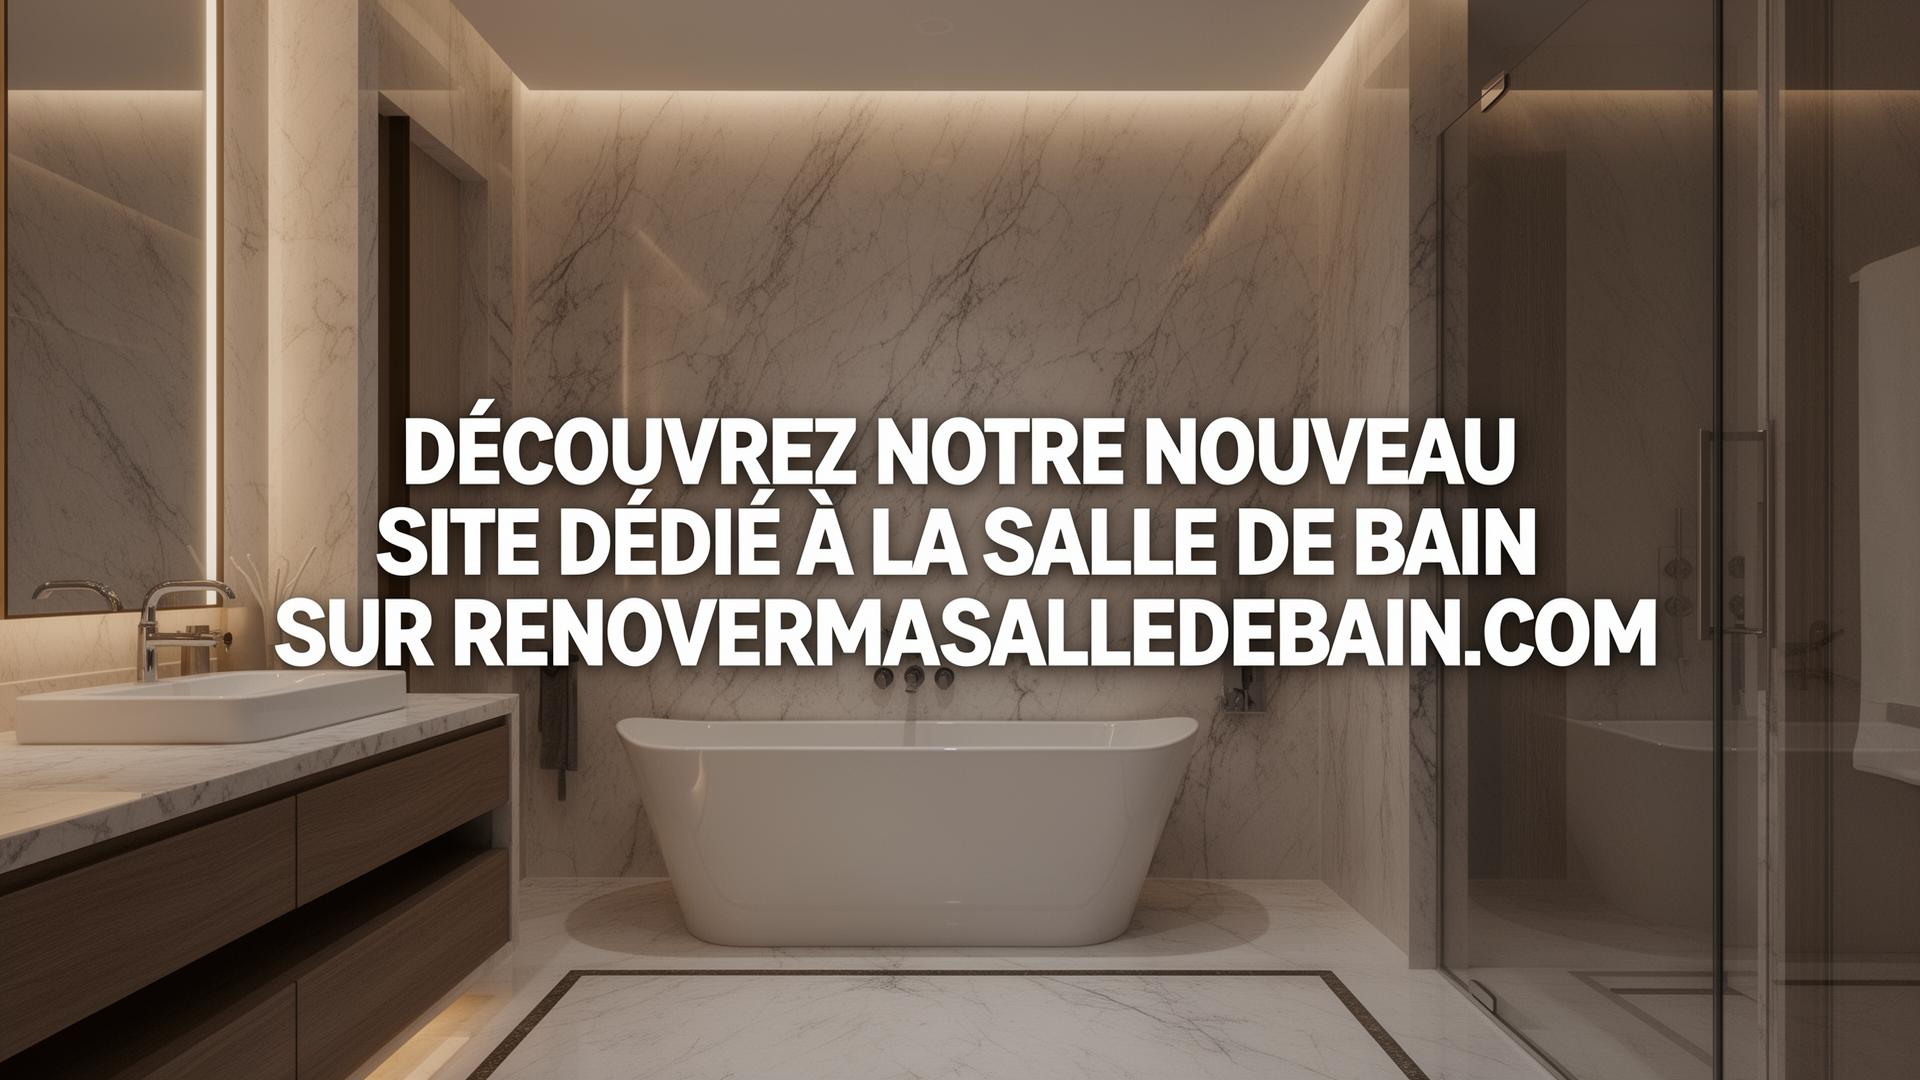 DÉCOUVREZ NOTRE NOUVEAU
SITE DÉDIÉ À LA SALLE DE BAIN
SUR RENOVERMASALLEDEBAIN.COM